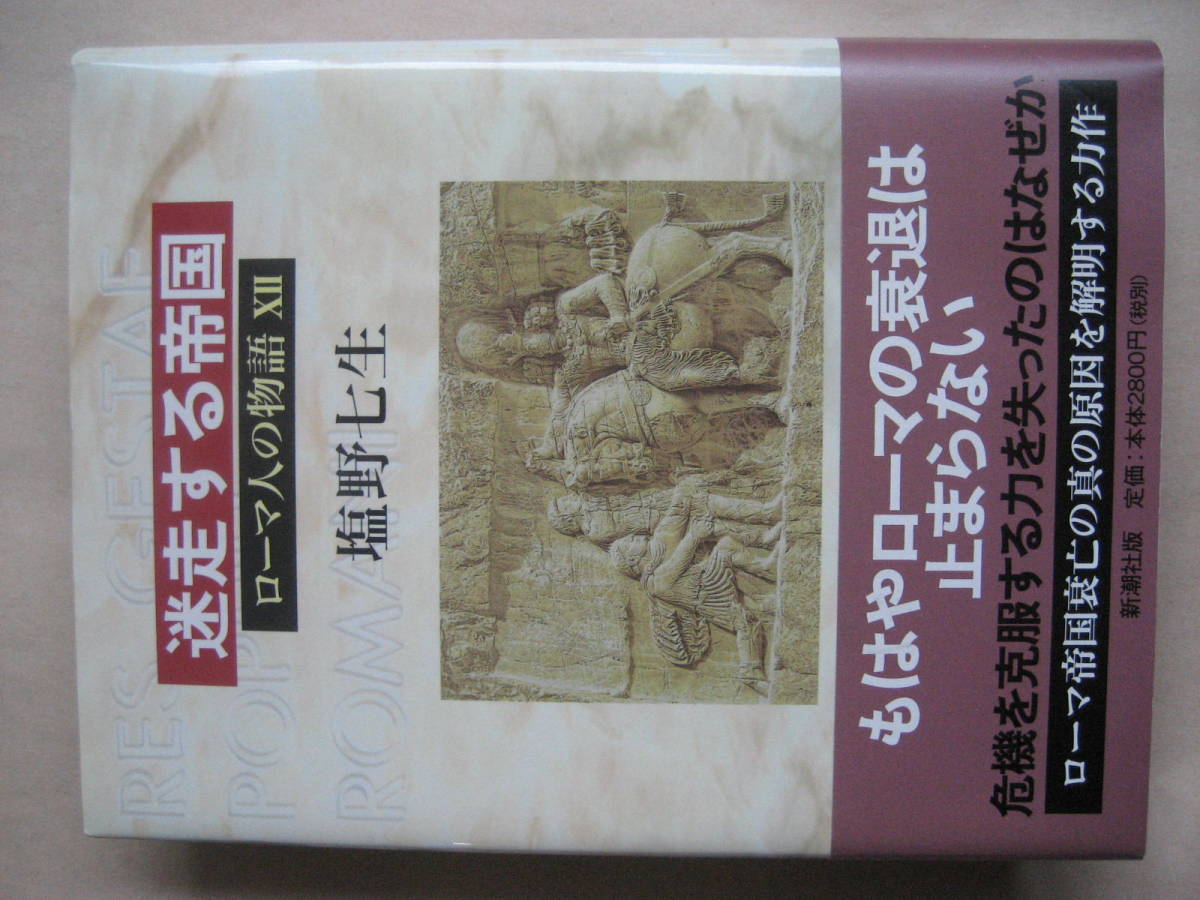 RES GESTAE
POP
ROMANI
迷走する帝国
ローマ人の物語 XII
塩野七生
もはやローマの衰退は
止まらない
危機を克服する力を失ったのはなぜか
ローマ帝国衰亡の真の原因を解明する力作
新潮社版 定価：本体2800円（税別）